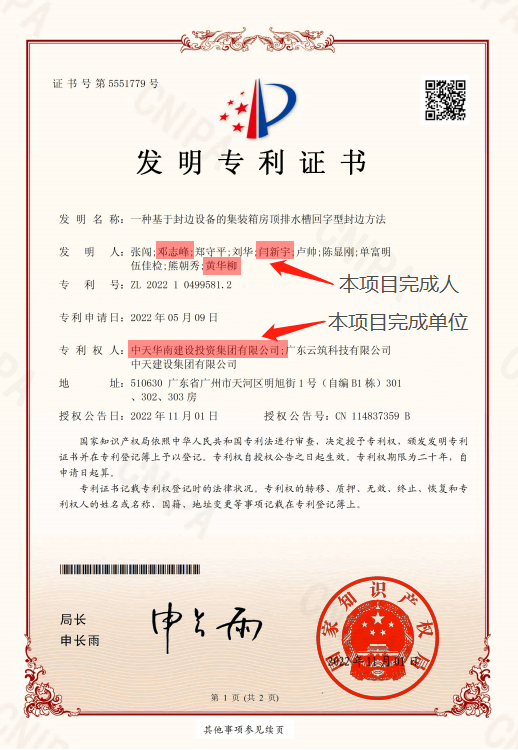 证书号第5551779号
发明专利证书
发明名称：一种基于封边设备的集装箱房顶排水槽回字型封边方法
发明人：张闯;邓志峰;郑守平;刘华;闫新宇;卢帅;陈显刚;单富明
伍佳检;熊朝秀;黄华柳
本项目完成人
专利号：ZL 2022 1 0499581.2
专利申请日：2022年05月09日
本项目完成单位
专利权人：中天华南建设投资集团有限公司;广东云筑科技有限公司
中天建设集团有限公司
地址：510630 广东省广州市天河区明旭街1号（自编B1栋）301
、302、303房
授权公告日：2022年11月01日 授权公告号：CN 114837359 B
国家知识产权局依照中华人民共和国专利法进行审查，决定授予专利权，颁发发明专利
证书并在专利登记簿上予以登记。专利权自授权公告之日起生效。专利权期限为二十年，自
申请日起算。
专利证书记载专利权登记时的法律状况。专利权的转移、质押、无效、终止、恢复和专
利权人的姓名或名称、国籍、地址变更等事项记载在专利登记簿上。
局长
申长雨
申长雨
国家知识产权局
2022年11月01日
第 1 页 (共 2 页)
其他事项参见续页
CNIPA